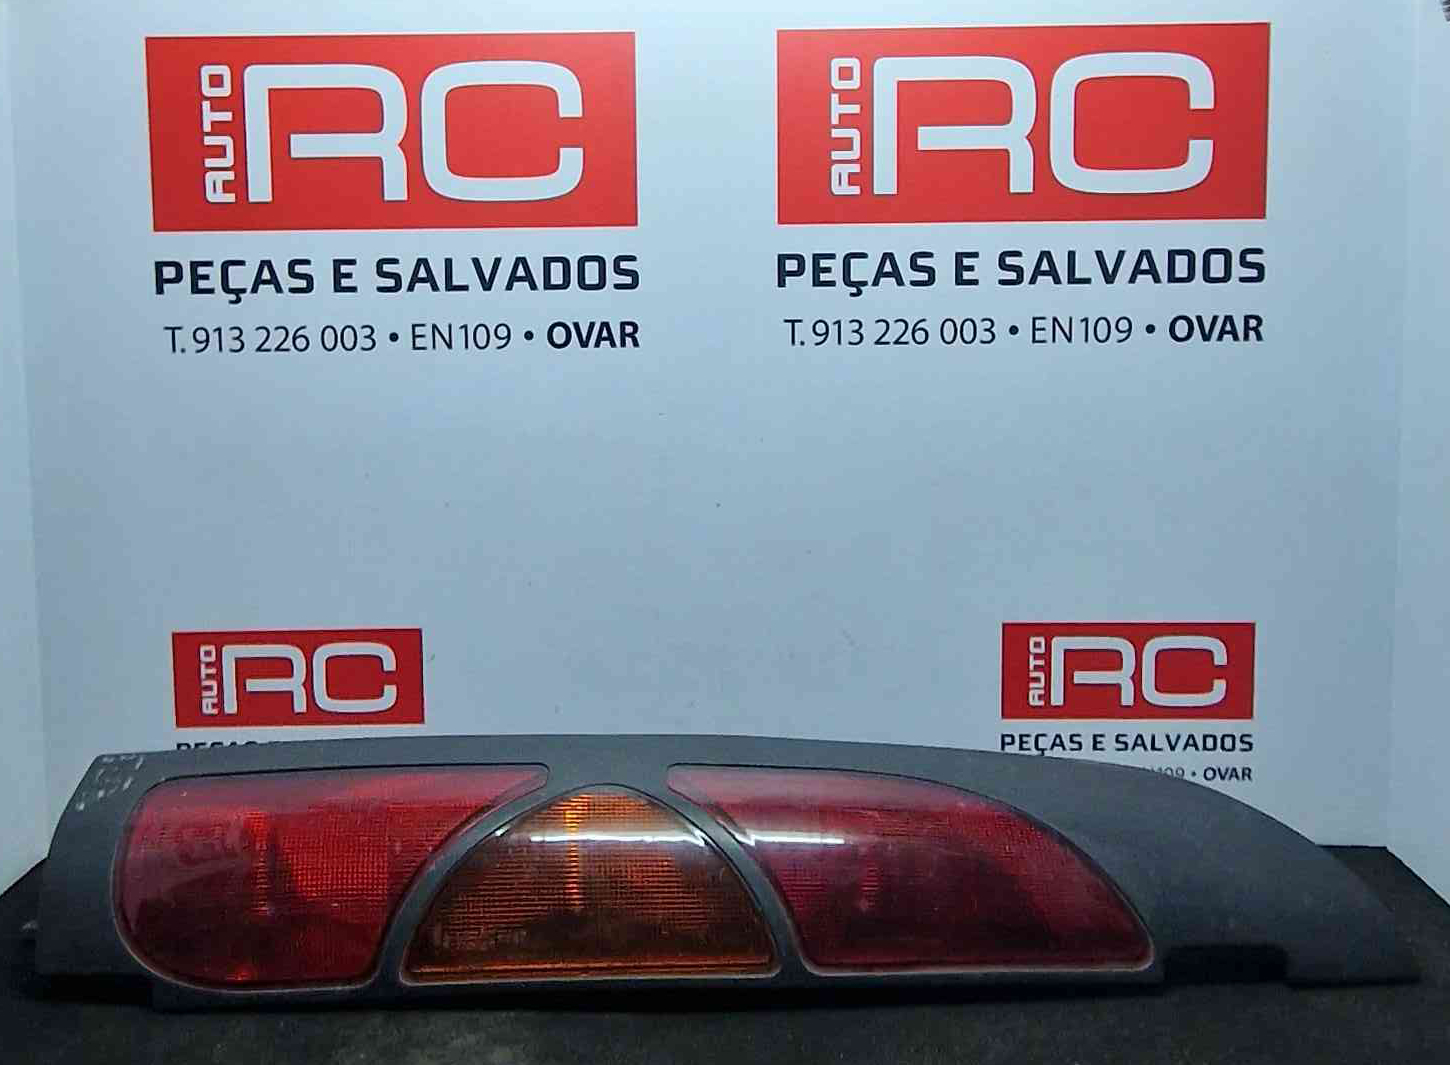 AUTO RC
PEÇAS E SALVADOS
T. 913 226 003 • EN109 • OVAR
AUTO RC
PEÇAS E SALVADOS
T. 913 226 003 • EN109 • OVAR
AUTO RC
AUTO RC
PEÇAS E SALVADOS
• OVAR